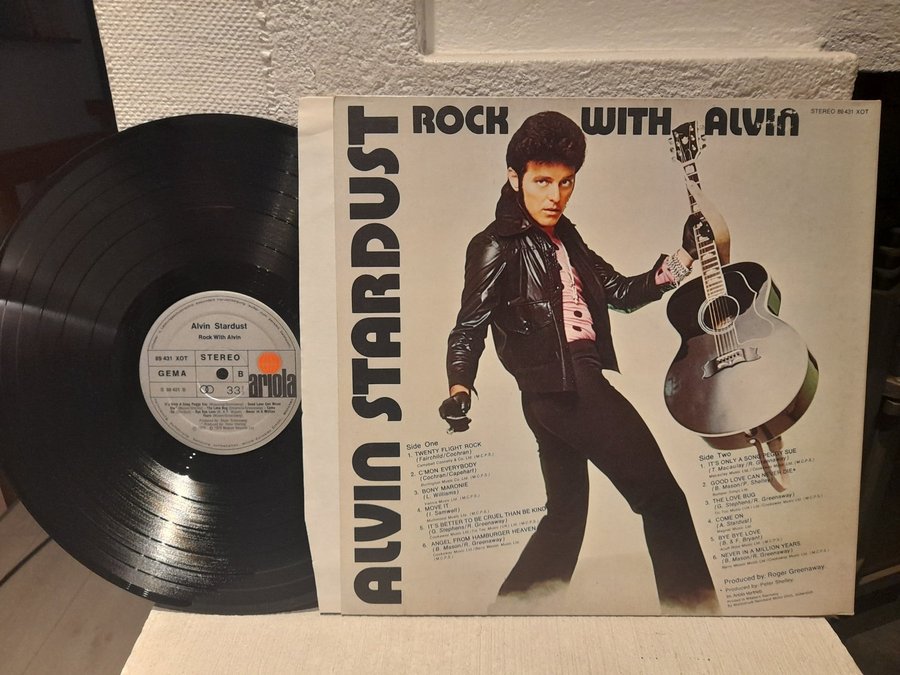 ROCK WITH ALVIN
STEREO 89 431 XOT
ALVIN STARDUST
Side One
1. TWENTY FLIGHT ROCK
(Fairchild/Cochran)
2. C'MON EVERYBODY
(Cochran/Capehart)
3. BONY MARONIE
(L. Williams)
4. MOVE IT
(I. Samwell)
5. IT'S BETTER TO BE CRUEL THAN BE KIND
(G. Stephens/R. Greenaway)
6. ANGEL FROM HAMBURGER HEAVEN
(B. Mason/R. Greenaway)
Side Two
1. IT'S ONLY A SONG PEGGY SUE
(T. Macaulay/R. Greenaway)
2. GOOD LOVE CAN NEVER DIE*
(B. Mason/P. Shelley)
3. THE LOVE BUG
(G. Stephens/R. Greenaway)
4. COME ON
(A. Stardust)
5. BYE BYE LOVE
(B. & F. Bryant)
6. NEVER IN A MILLION YEARS
(B. Mason/R. Greenaway)
Produced by: Roger Greenaway.
* Produced by: Peter Shelley.
Alvin Stardust
Rock With Alvin
89 431 XOT
STEREO
GEMA
B
33
ariola